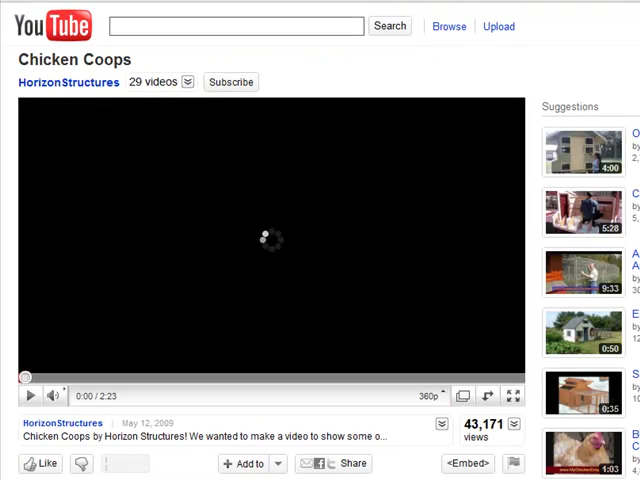 YouTube
Search
Browse
Upload
Chicken Coops
HorizonStructures 29 videos
Subscribe
Suggestions
4:00
5:28
9:33
0:50
0:35
1:03
0:00 / 2:23
360p
HorizonStructures | May 12, 2009
Chicken Coops by Horizon Structures! We wanted to make a video to show some o...
43,171
views
Like
Add to
Share
<Embed>